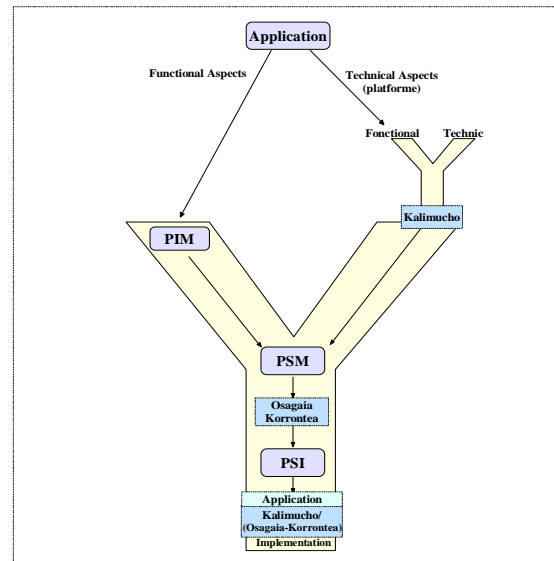 Application
Functional Aspects
Technical Aspects
(platforme)
Fonctional
Technic
Kalimucho
PIM
PSM
Osagaia
Korrontea
PSI
Application
Kalimucho/
(Osagaia-Korrontea)
Implementation